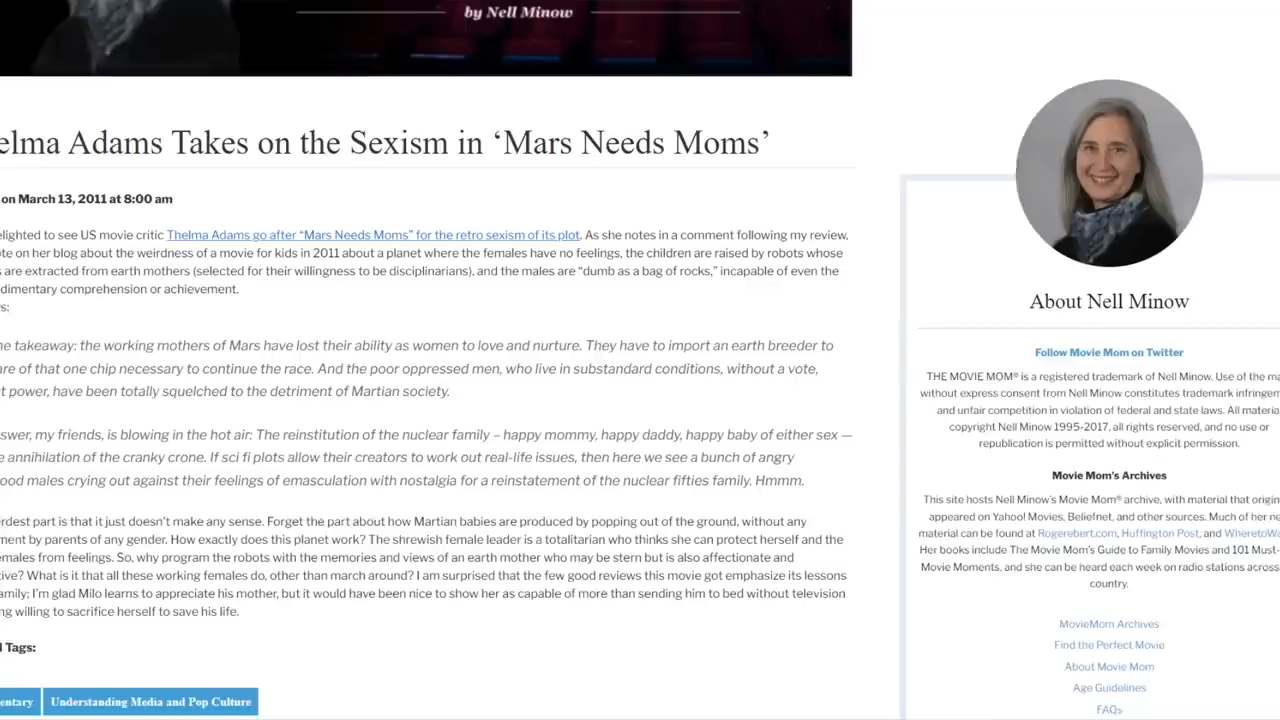 by Nell Minow
elma Adams Takes on the Sexism in ‘Mars Needs Moms’
on March 13, 2011 at 8:00 am
elighted to see US movie critic Thelma Adams go after “Mars Needs Moms” for the retro sexism of its plot. As she notes in a comment following my review,
te on her blog about the weirdness of a movie for kids in 2011 about a planet where the females have no feelings, the children are raised by robots whose
s are extracted from earth mothers (selected for their willingness to be disciplinarians), and the males are “dumb as a bag of rocks,” incapable of even the
dimentary comprehension or achievement.
s:
e takeaway: the working mothers of Mars have lost their ability as women to love and nurture. They have to import an earth breeder to
re of that one chip necessary to continue the race. And the poor oppressed men, who live in substandard conditions, without a vote,
t power, have been totally squelched to the detriment of Martian society.
swer, my friends, is blowing in the hot air: The reinstitution of the nuclear family – happy mommy, happy daddy, happy baby of either sex —
e annihilation of the cranky crone. If sci fi plots allow their creators to work out real-life issues, then here we see a bunch of angry
ood males crying out against their feelings of emasculation with nostalgia for a reinstatement of the nuclear fifties family. Hmmm.
rdest part is that it just doesn’t make any sense. Forget the part about how Martian babies are produced by popping out of the ground, without any
ment by parents of any gender. How exactly does this planet work? The shrewish female leader is a totalitarian who thinks she can protect herself and the
emales from feelings. So, why program the robots with the memories and views of an earth mother who may be stern but is also affectionate and
tive? What is it that all these working females do, other than march around? I am surprised that the few good reviews this movie got emphasize its lessons
amily; I’m glad Milo learns to appreciate his mother, but it would have been nice to show her as capable of more than sending him to bed without television
ng willing to sacrifice herself to save his life.
Tags:
entary
Understanding Media and Pop Culture
About Nell Minow
Follow Movie Mom on Twitter
THE MOVIE MOM® is a registered trademark of Nell Minow. Use of the ma
without express consent from Nell Minow constitutes trademark infringem
and unfair competition in violation of federal and state laws. All materia
copyright Nell Minow 1995-2017, all rights reserved, and no use or
republication is permitted without explicit permission.
Movie Mom's Archives
This site hosts Nell Minow’s Movie Mom® archive, with material that origin
appeared on Yahoo! Movies, Beliefnet, and other sources. Much of her ne
material can be found at Rogerebert.com, Huffington Post, and WheretoWa
Her books include The Movie Mom’s Guide to Family Movies and 101 Must-
Movie Moments, and she can be heard each week on radio stations across
country.
MovieMom Archives
Find the Perfect Movie
About Movie Mom
Age Guidelines
FAQs